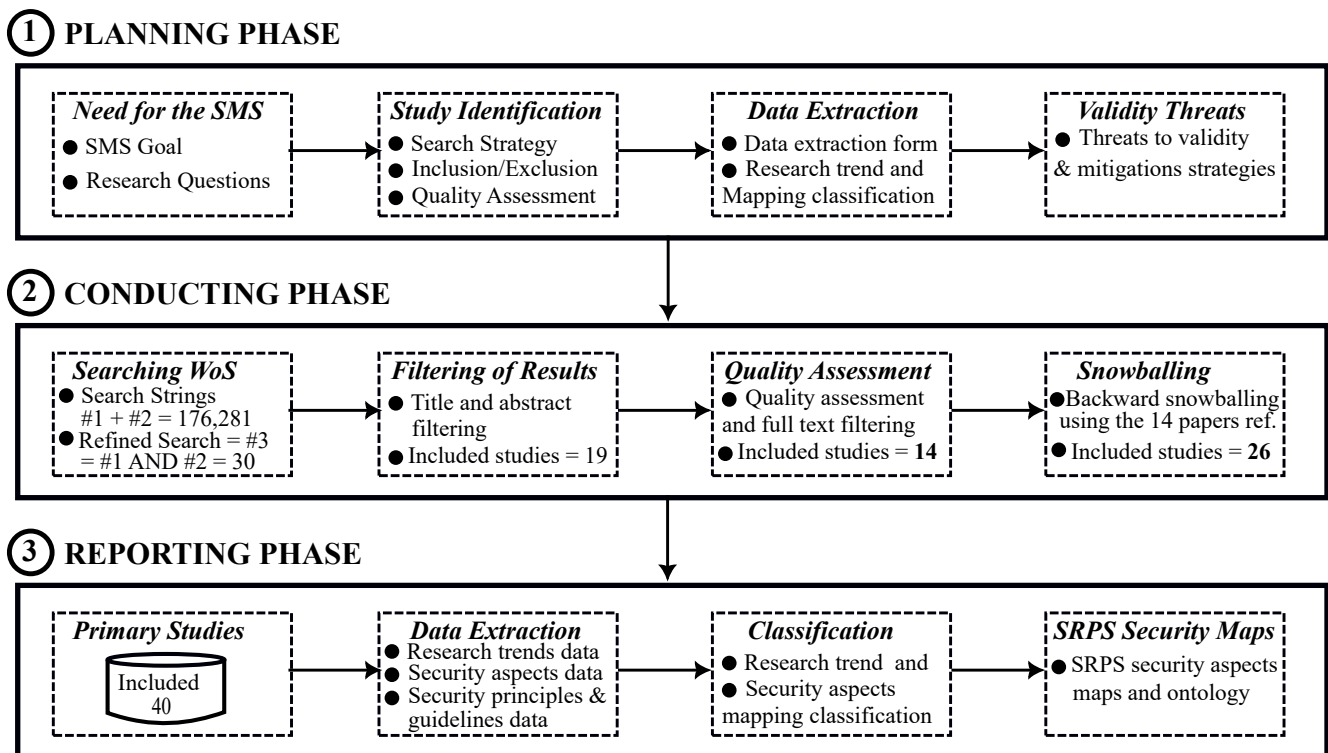 1 PLANNING PHASE
Need for the SMS
● SMS Goal
● Research Questions
Study Identification
● Search Strategy
● Inclusion/Exclusion
● Quality Assessment
Data Extraction
● Data extraction form
● Research trend and
Mapping classification
Validity Threats
● Threats to validity
& mitigations strategies
2 CONDUCTING PHASE
Searching WoS
● Search Strings
#1 + #2 = 176,281
● Refined Search = #3
= #1 AND #2 = 30
Filtering of Results
● Title and abstract
filtering
● Included studies = 19
Quality Assessment
● Quality assessment
and full text filtering
● Included studies = 14
Snowballing
● Backward snowballing
using the 14 papers ref.
● Included studies = 26
3 REPORTING PHASE
Primary Studies
Included
40
Data Extraction
● Research trends data
● Security aspects data
● Security principles &
guidelines data
Classification
● Research trend and
● Security aspects
mapping classification
SRPS Security Maps
● SRPS security aspects
maps and ontology